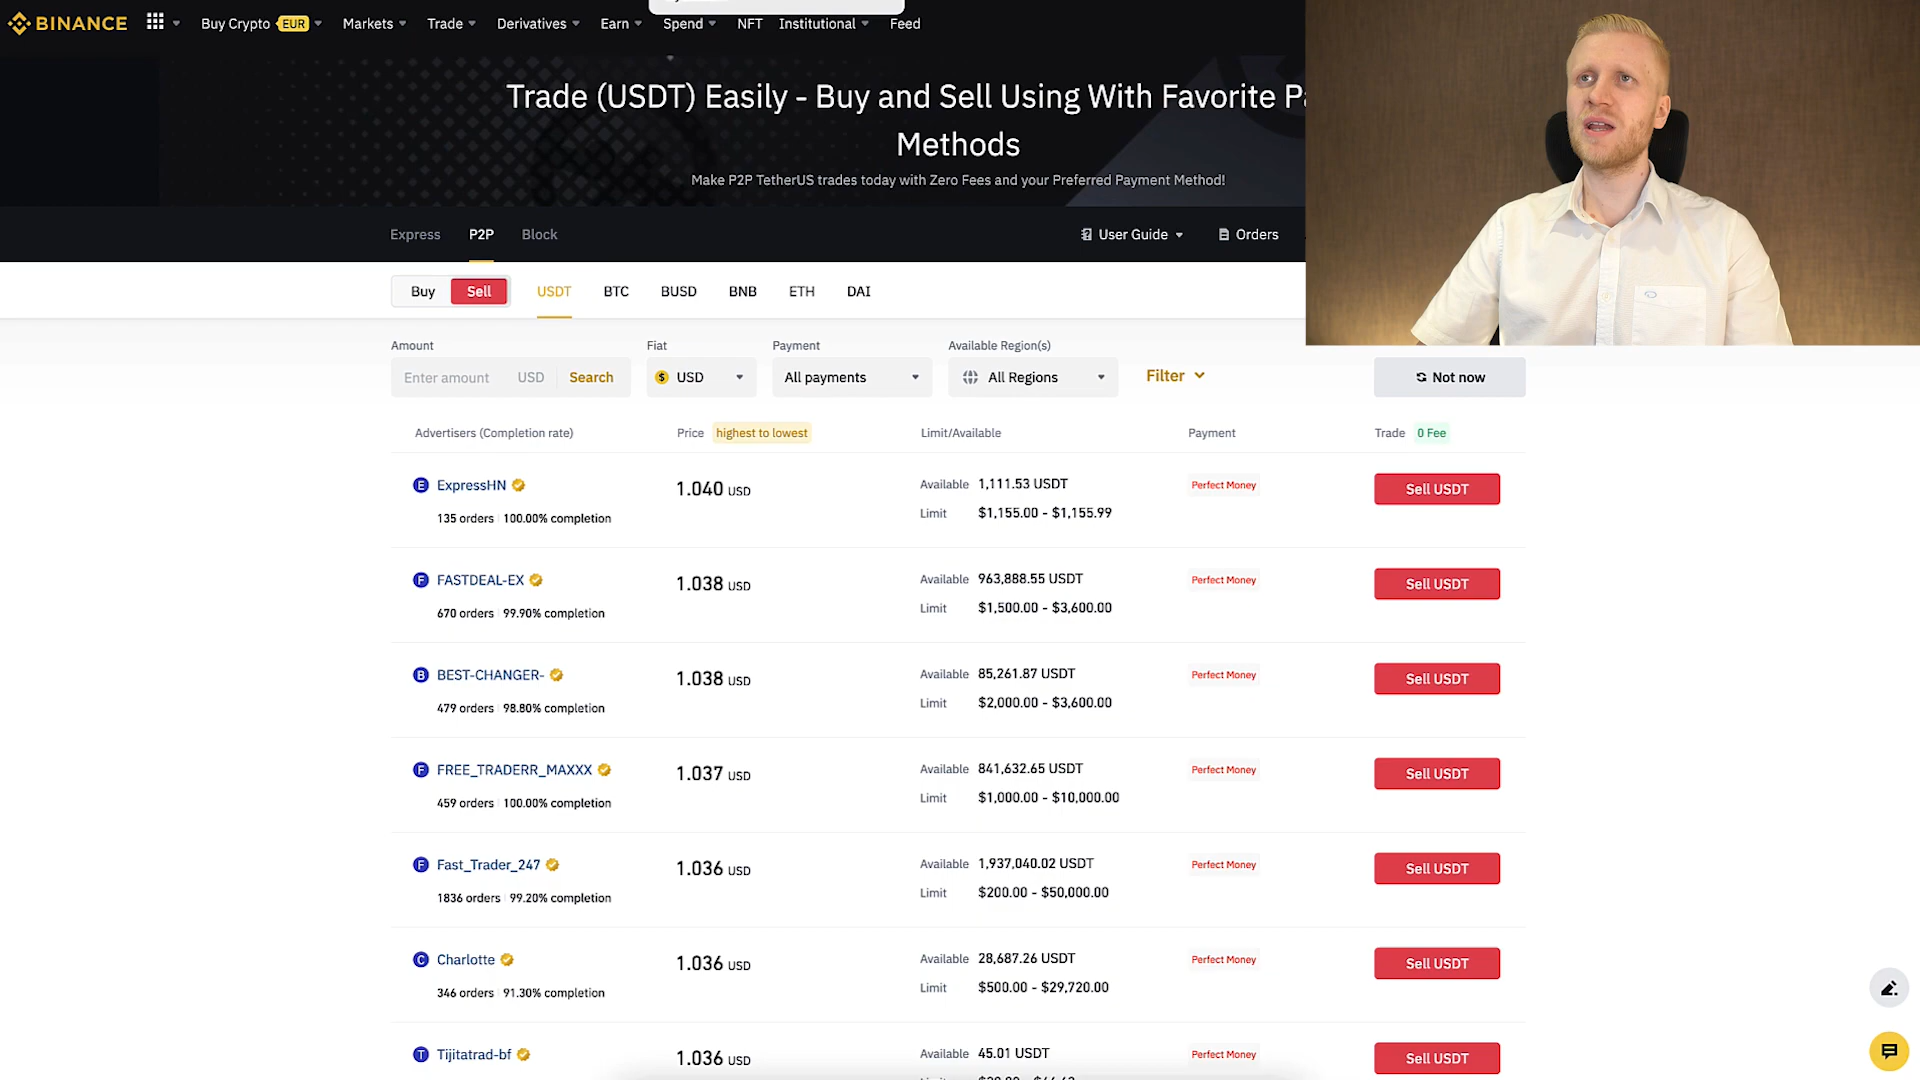 BINANCE Buy Crypto EUR Markets Trade Derivatives Earn Spend NFT Institutional Feed
Trade (USDT) Easily - Buy and Sell Using With Favorite
Methods
Make P2P TetherUS trades today with Zero Fees and your Preferred Payment Method!
Express P2P Block User Guide Orders
Buy Sell USDT BTC BUSD BNB ETH DAI
Amount Fiat Payment Available Region(s)
Enter amount USD Search $ USD All payments All Regions Filter Not now
Advertisers (Completion rate) Price highest to lowest Limit/Available Payment Trade 0 Fee
E ExpressHN 1.040 USD Available 1,111.53 USDT Perfect Money Sell USDT
135 orders 100.00% completion Limit $1,155.00 - $1,155.99
F FASTDEAL-EX 1.038 USD Available 963,888.55 USDT Perfect Money Sell USDT
670 orders 99.90% completion Limit $1,500.00 - $3,600.00
B BEST-CHANGER- 1.038 USD Available 85,261.87 USDT Perfect Money Sell USDT
479 orders 98.80% completion Limit $2,000.00 - $3,600.00
F FREE_TRADERR_MAXXX 1.037 USD Available 841,632.65 USDT Perfect Money Sell USDT
459 orders 100.00% completion Limit $1,000.00 - $10,000.00
F Fast_Trader_247 1.036 USD Available 1,937,040.02 USDT Perfect Money Sell USDT
1836 orders 99.20% completion Limit $200.00 - $50,000.00
C Charlotte 1.036 USD Available 28,687.26 USDT Perfect Money Sell USDT
346 orders 91.30% completion Limit $500.00 - $29,720.00
T Tijitatrad-bf 1.036 USD Available 45.01 USDT Perfect Money Sell USDT